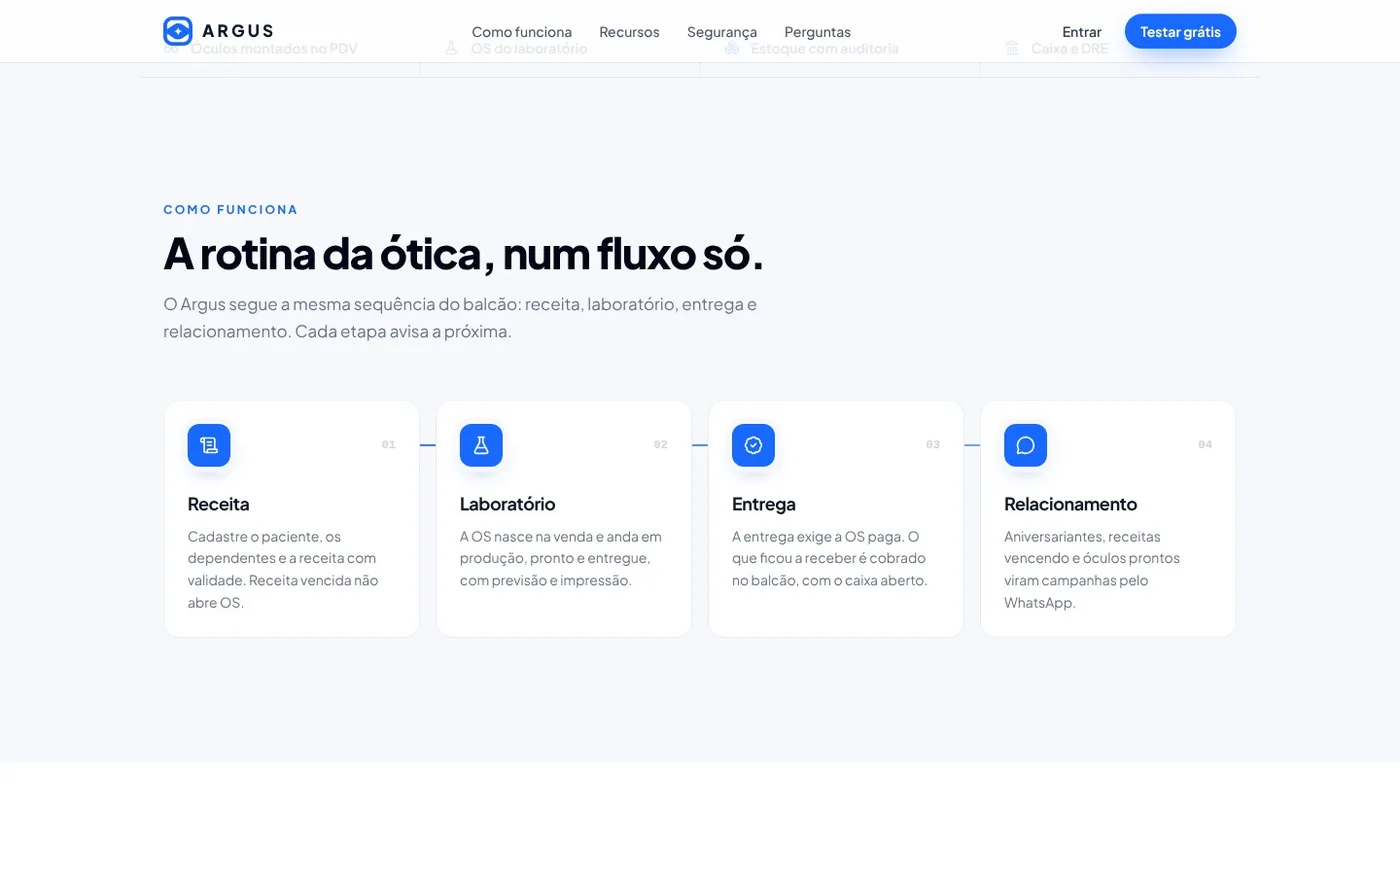 ARGUS
Como funciona
Recursos
Segurança
Perguntas
Entrar
Testar grátis
Óculos montados no PDV
OS do laboratório
Estoque com auditoria
Caixa e DRE
COMO FUNCIONA
A rotina da ótica, num fluxo só.
O Argus segue a mesma sequência do balcão: receita, laboratório, entrega e
relacionamento. Cada etapa avisa a próxima.
01
Receita
Cadastre o paciente, os
dependentes e a receita com
validade. Receita vencida não
abre OS.
02
Laboratório
A OS nasce na venda e anda em
produção, pronto e entregue,
com previsão e impressão.
03
Entrega
A entrega exige a OS paga. O
que ficou a receber é cobrado
no balcão, com o caixa aberto.
04
Relacionamento
Aniversariantes, receitas
vencendo e óculos prontos
viram campanhas pelo
WhatsApp.